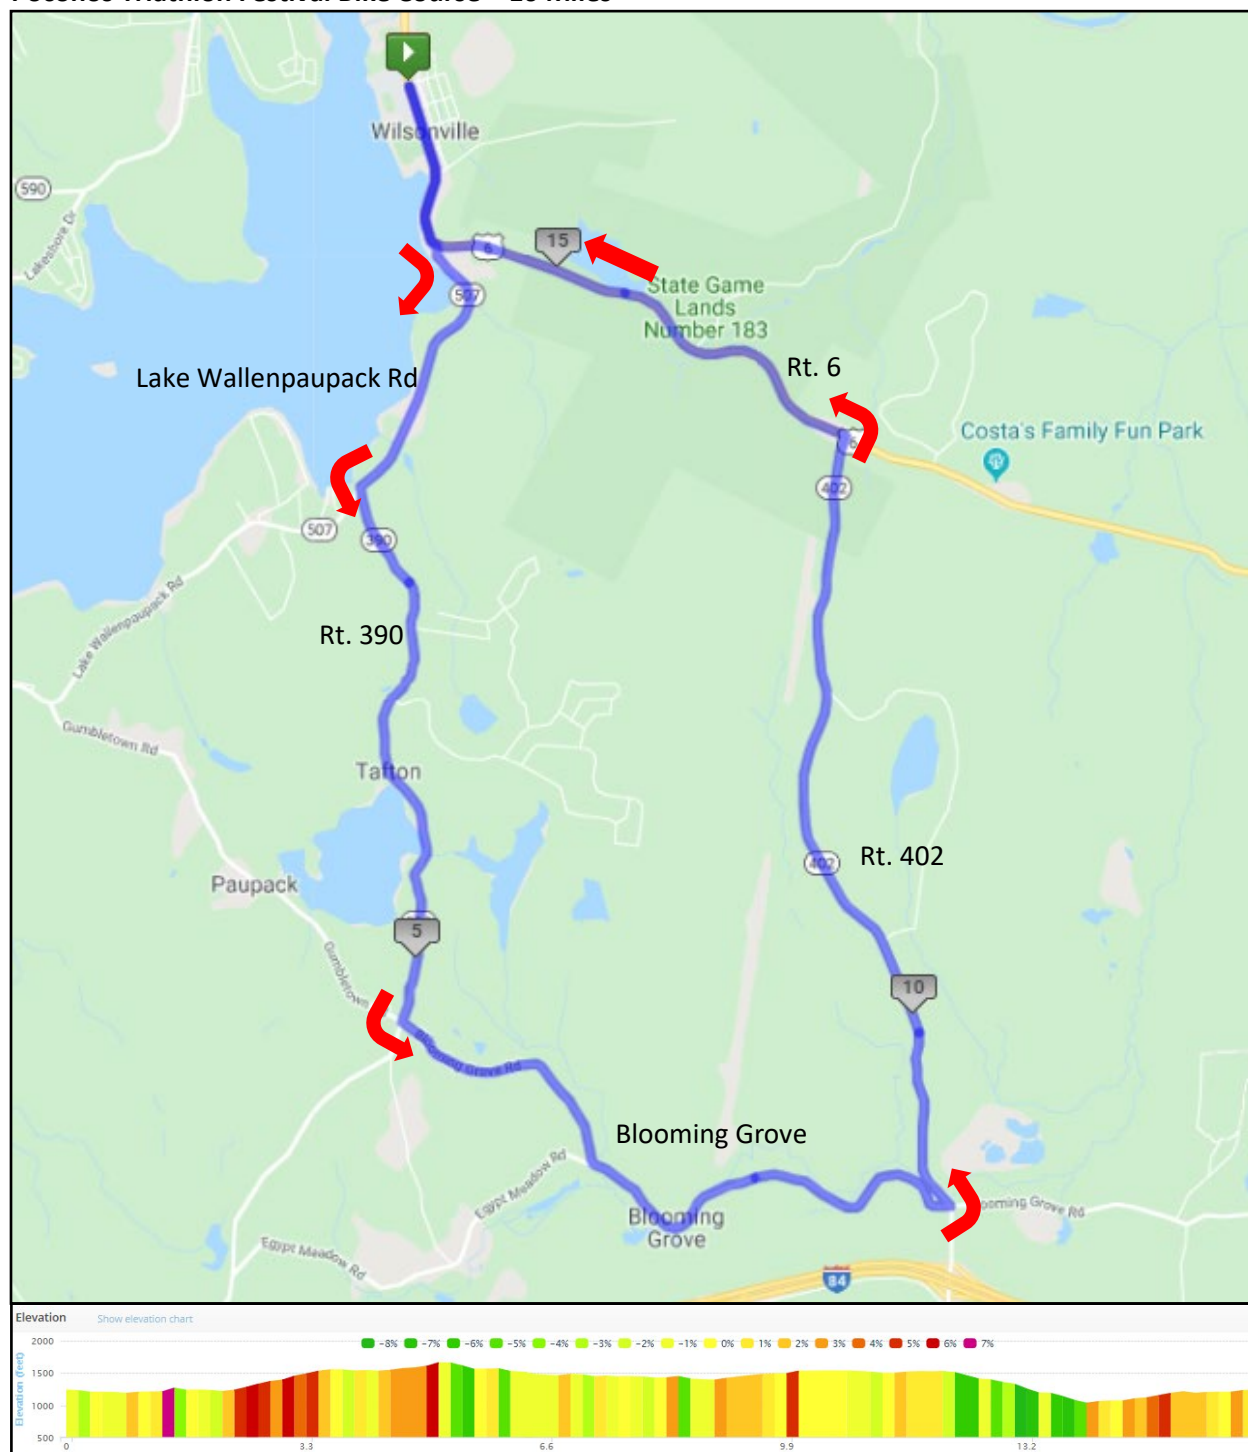 Wilsonville
590
Lakeshore Dr
6
15
507
State Game
Lands
Number 183
Lake Wallenpaupack Rd
Rt. 6
6
Costa's Family Fun Park
402
507
390
Lake Wallenpaupack Rd
Rt. 390
Gumbletown Rd
Tafton
402
Rt. 402
Paupack
5
Gumbletown
10
Blooming Grove Rd
Blooming Grove
Egypt Meadow Rd
Blooming
Grove
ooming Grove Rd
Egypt Meadow Rd
84
Elevation
Show elevation chart
2000
-8% -7% -6% -5% -4% -3% -2% -1% 0% 1% 2% 3% 4% 5% 6% 7%
Elevation (feet)
1500
1000
500
0 3.3 6.6 9.9 13.2